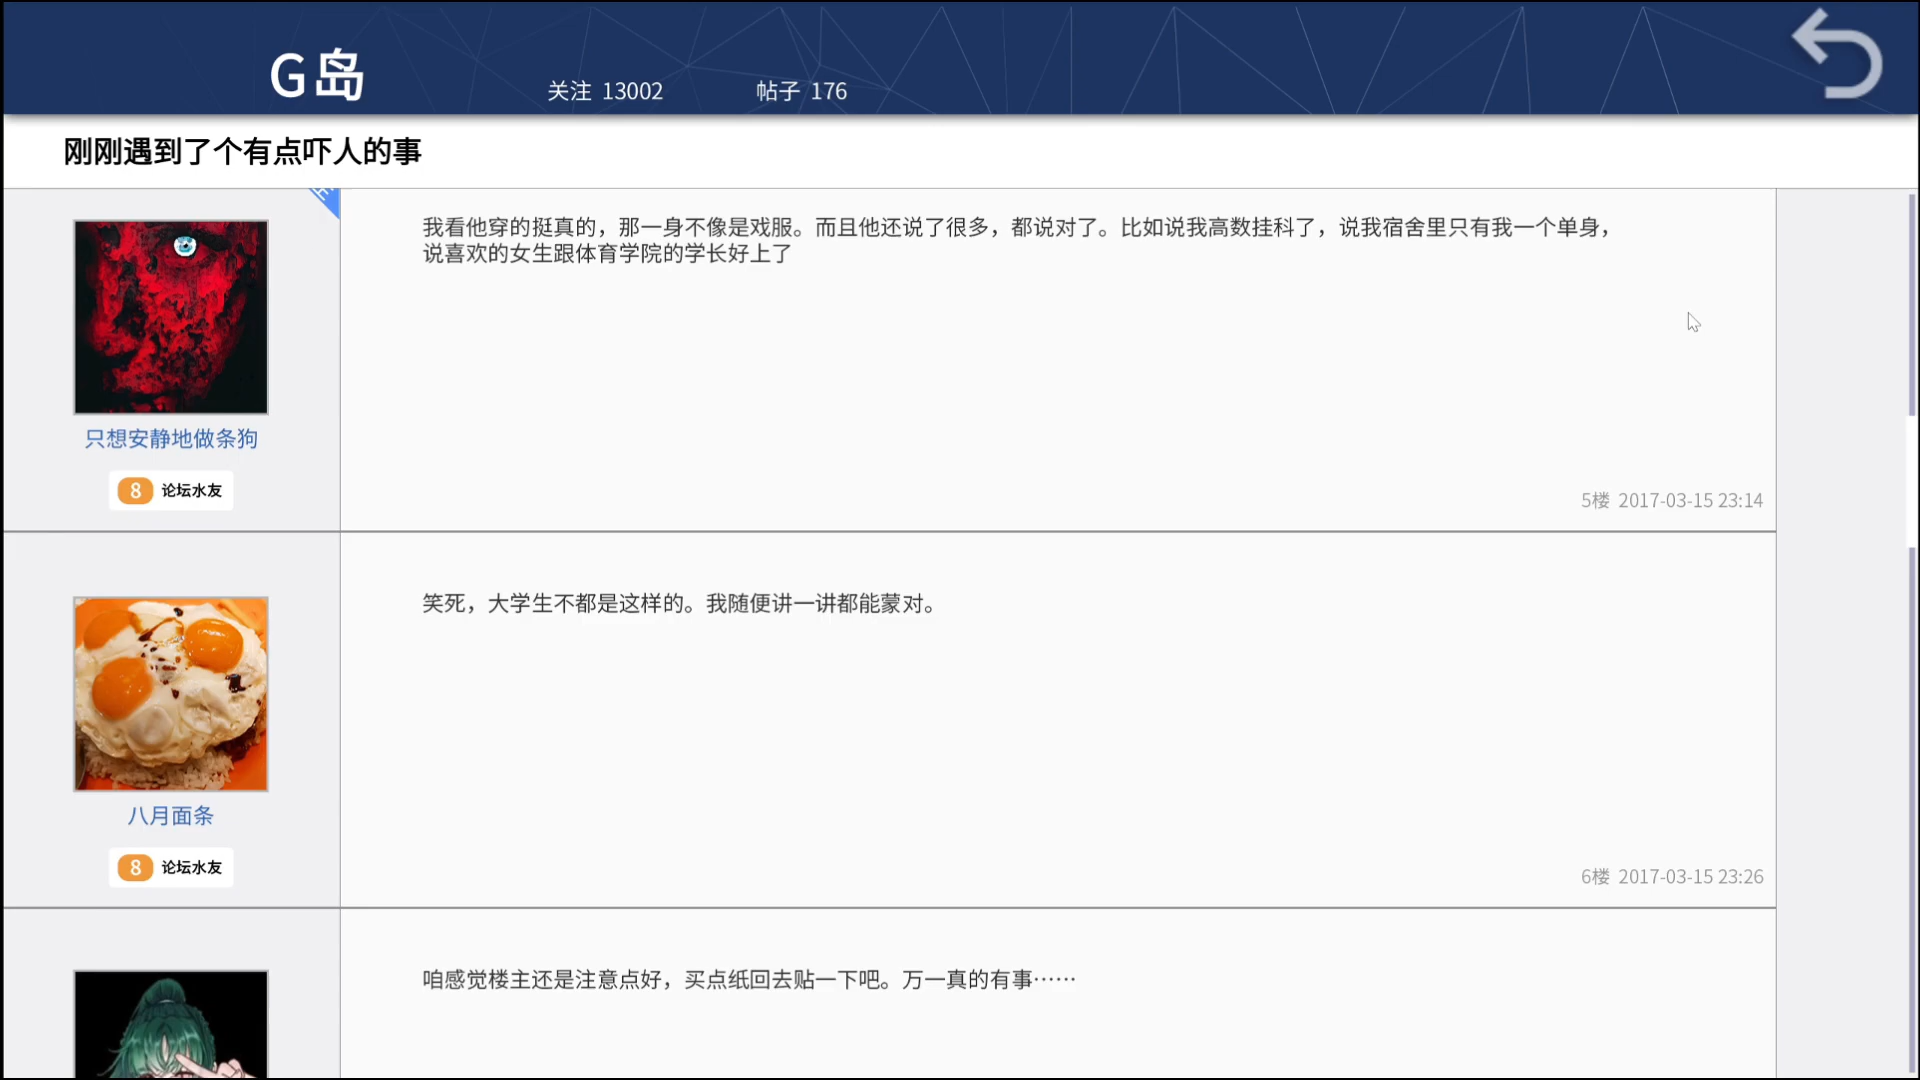 G岛
关注 13002
帖子 176
刚刚遇到了个有点吓人的事
我看他穿的挺真的，那一身不像是戏服。而且他还说了很多，都说对了。比如说我高数挂科了，说我宿舍里只有我一个单身，
说喜欢的女生跟体育学院的学长好上了
只想安静地做条狗
8 论坛水友
5楼 2017-03-15 23:14
笑死，大学生不都是这样的。我随便讲一讲都能蒙对。
八月面条
8 论坛水友
6楼 2017-03-15 23:26
咱感觉楼主还是注意点好，买点纸回去贴一下吧。万一真的有事……